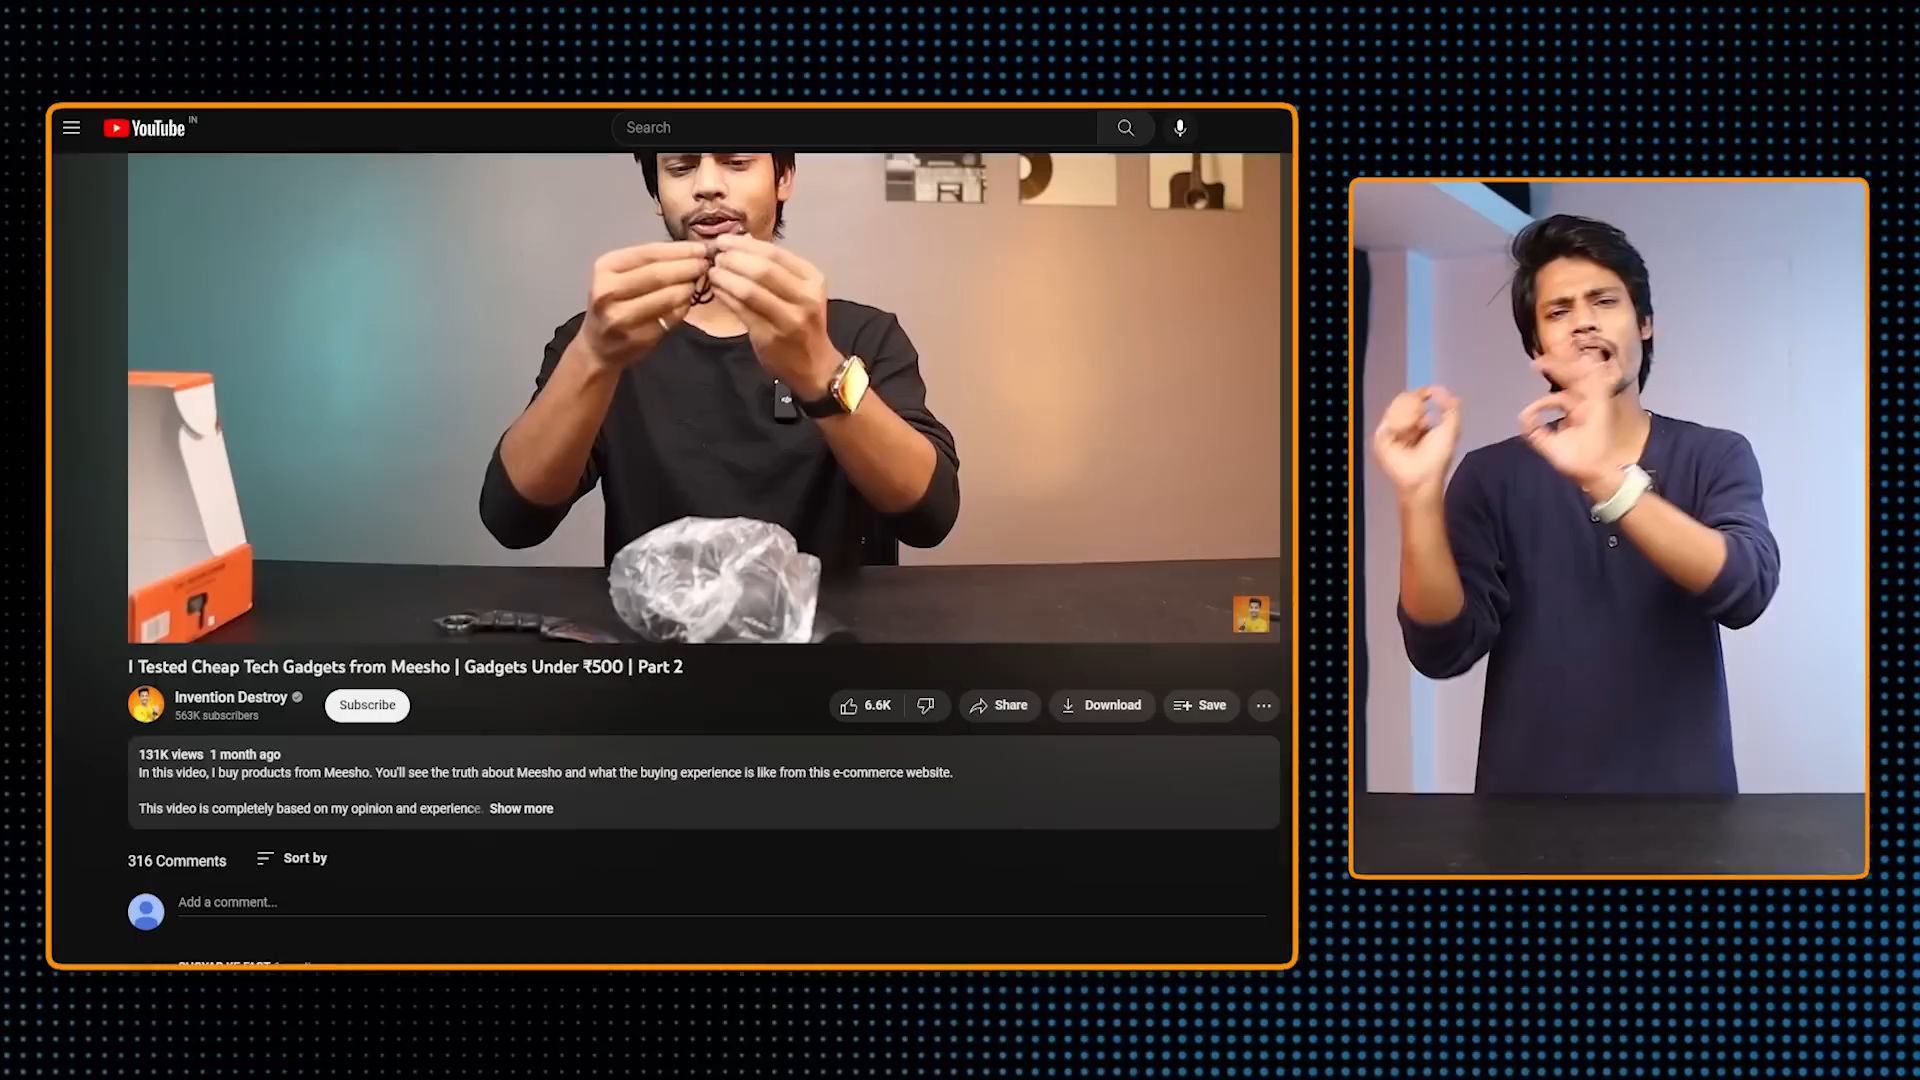 YouTube IN
Search
I Tested Cheap Tech Gadgets from Meesho | Gadgets Under ₹500 | Part 2
Invention Destroy
563K subscribers
Subscribe
6.6K
Share
Download
Save
131K views 1 month ago
In this video, I buy products from Meesho. You'll see the truth about Meesho and what the buying experience is like from this e-commerce website.
This video is completely based on my opinion and experience. Show more
316 Comments
Sort by
Add a comment...